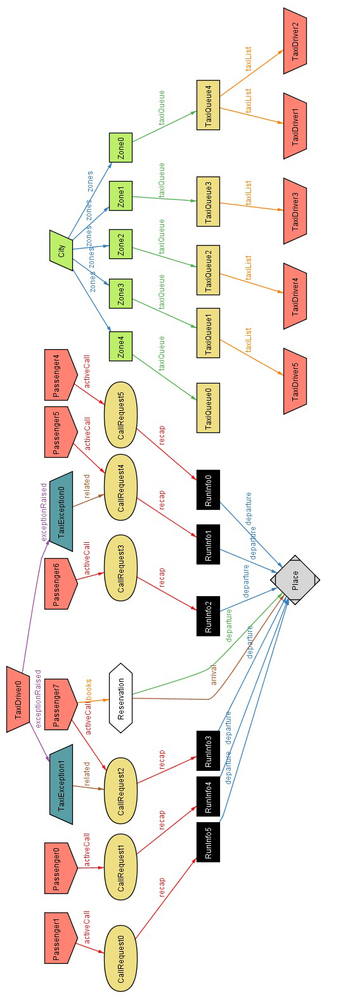 TaxiDriver0
exceptionRaised
exceptionRaised
Passenger1
Passenger0
TaxiException1
Passenger7
Passenger6
TaxiException0
Passenger5
Passenger4
City
activeCall
activeCall
related
activeCall
books
activeCall
related
activeCall
activeCall
zones
zones
zones
zones
zones
CallRequest0
CallRequest1
CallRequest2
Reservation
CallRequest3
CallRequest4
CallRequest5
Zone4
Zone3
Zone2
Zone1
Zone0
recap
recap
recap
recap
recap
recap
taxiQueue
taxiQueue
taxiQueue
taxiQueue
taxiQueue
RunInfo5
RunInfo4
RunInfo3
RunInfo2
RunInfo1
RunInfo0
TaxiQueue0
TaxiQueue1
TaxiQueue2
TaxiQueue3
TaxiQueue4
arrival
departure
departure
departure
departure
departure
departure
departure
taxiList
taxiList
taxiList
taxiList
taxiList
Place
TaxiDriver5
TaxiDriver4
TaxiDriver3
TaxiDriver1
TaxiDriver2